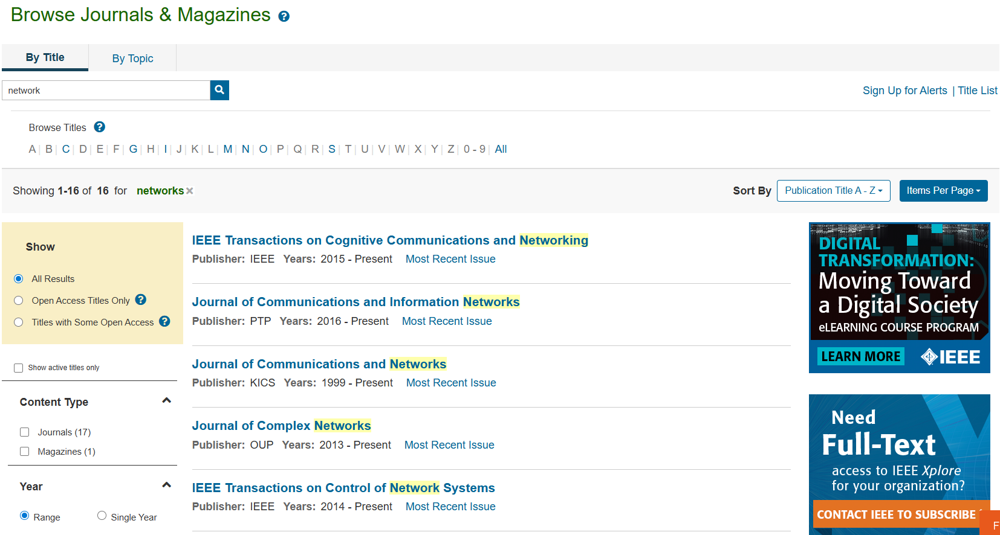 Browse Journals & Magazines
By Title
By Topic
network
Sign Up for Alerts | Title List
Browse Titles
A | B | C | D | E | F | G | H | I | J | K | L | M | N | O | P | Q | R | S | T | U | V | W | X | Y | Z | 0 - 9 | All
Showing 1-16 of 16 for networks
Sort By
Publication Title A - Z
Items Per Page
Show
All Results
Open Access Titles Only
Titles with Some Open Access
Show active titles only
Content Type
Journals (17)
Magazines (1)
Year
Range
Single Year
IEEE Transactions on Cognitive Communications and Networking
Publisher: IEEE Years: 2015 - Present Most Recent Issue
Journal of Communications and Information Networks
Publisher: PTP Years: 2016 - Present Most Recent Issue
Journal of Communications and Networks
Publisher: KICS Years: 1999 - Present Most Recent Issue
Journal of Complex Networks
Publisher: OUP Years: 2013 - Present Most Recent Issue
IEEE Transactions on Control of Network Systems
Publisher: IEEE Years: 2014 - Present Most Recent Issue
DIGITAL
TRANSFORMATION:
Moving Toward
a Digital Society
eLEARNING COURSE PROGRAM
LEARN MORE
IEEE
Need
Full-Text
access to IEEE Xplore
for your organization?
CONTACT IEEE TO SUBSCRIBE
F